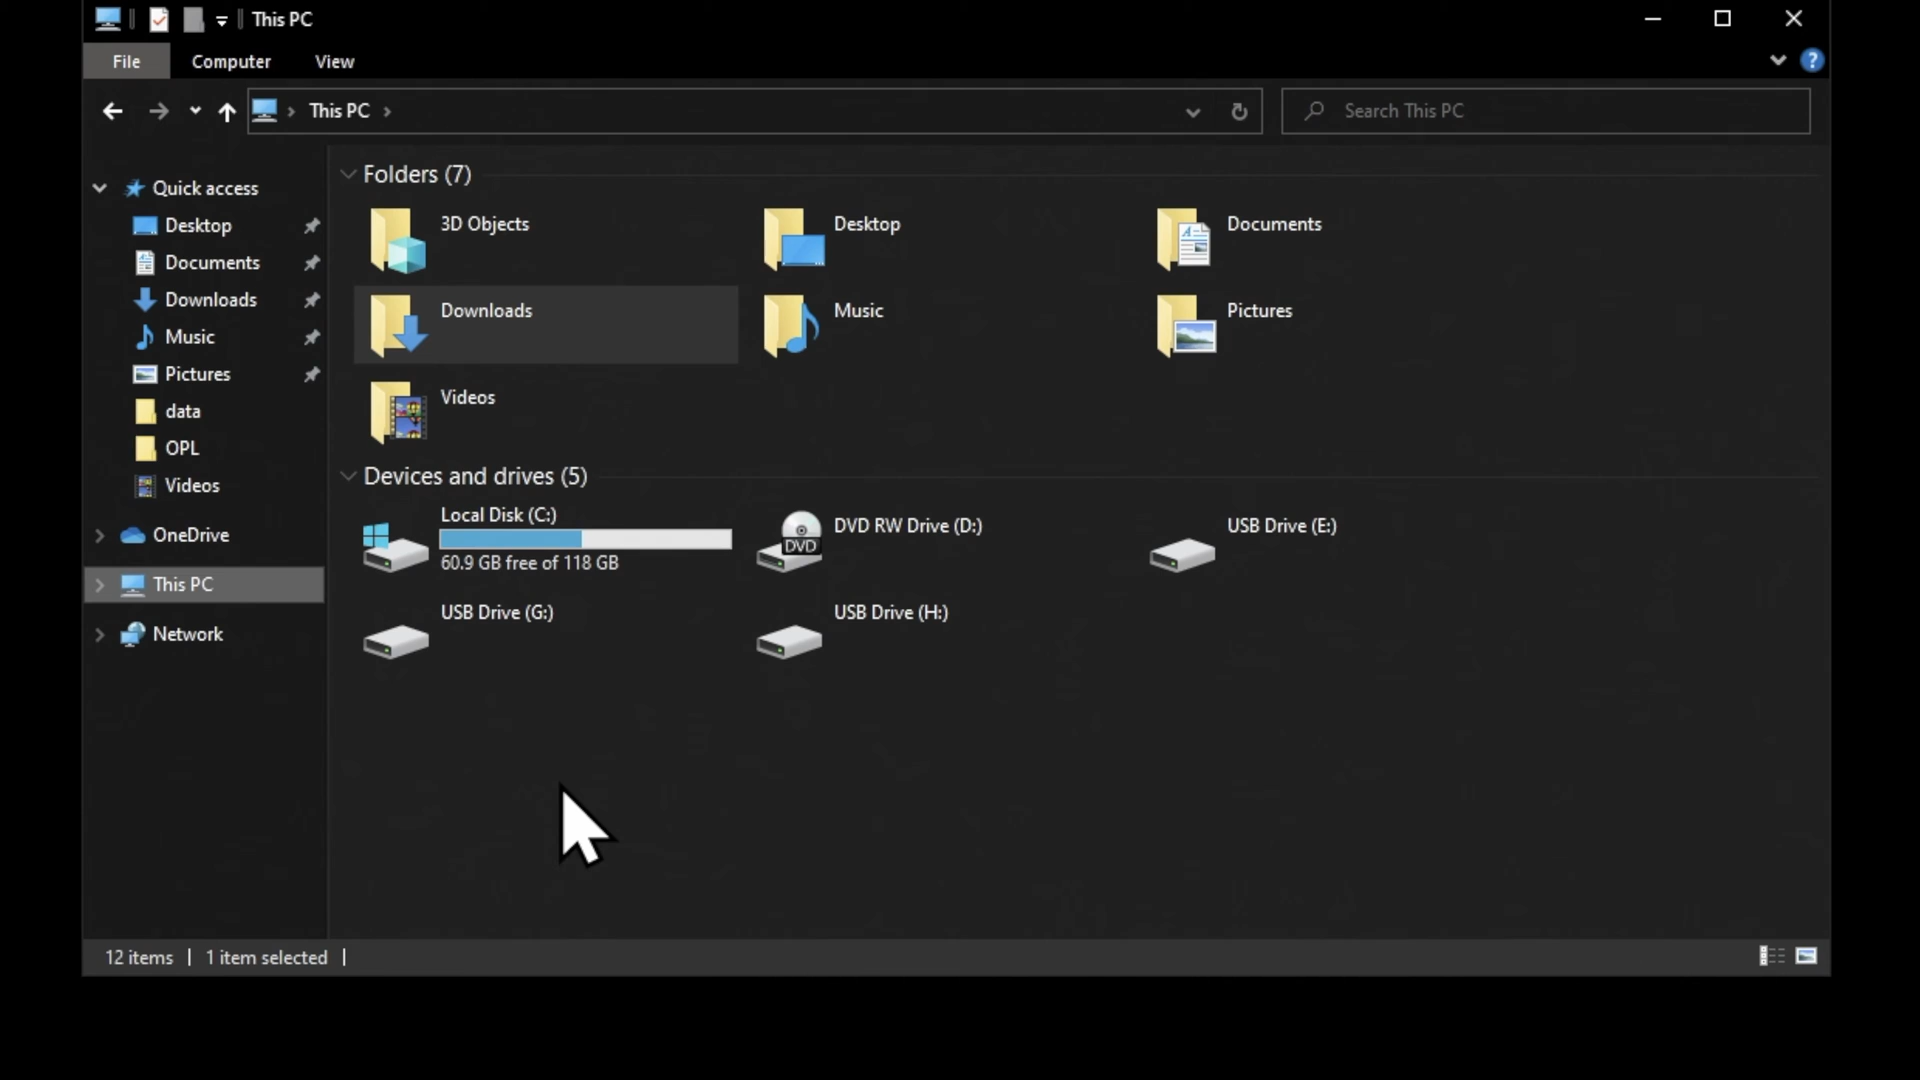 This PC
File Computer View
This PC
Search This PC
Quick access
Desktop
Documents
Downloads
Music
Pictures
data
OPL
Videos
OneDrive
This PC
Network
Folders (7)
3D Objects
Desktop
Documents
Downloads
Music
Pictures
Videos
Devices and drives (5)
Local Disk (C:)
60.9 GB free of 118 GB
DVD
DVD RW Drive (D:)
USB Drive (E:)
USB Drive (G:)
USB Drive (H:)
12 items
1 item selected